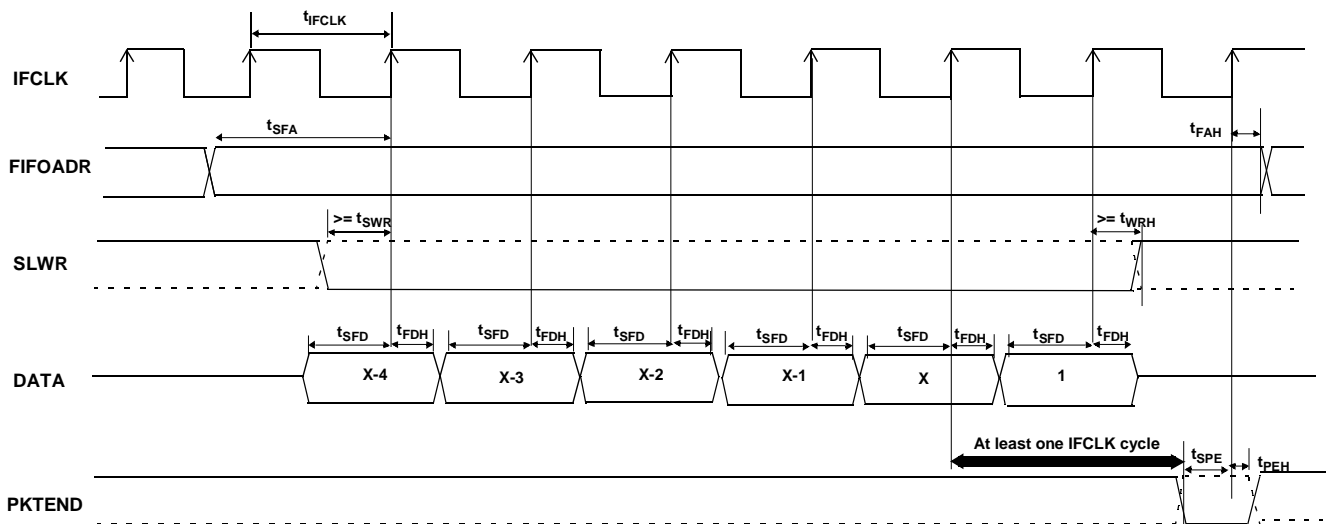 tIFCLK
IFCLK
tSFA
tFAH
FIFOADR
>= tSWR
>= tWRH
SLWR
tSFD tFDH tSFD tFDH tSFD tFDH tSFD tFDH tSFD tFDH tSFD tFDH
DATA X-4 X-3 X-2 X-1 X 1
At least one IFCLK cycle
tSPE tPEH
PKTEND